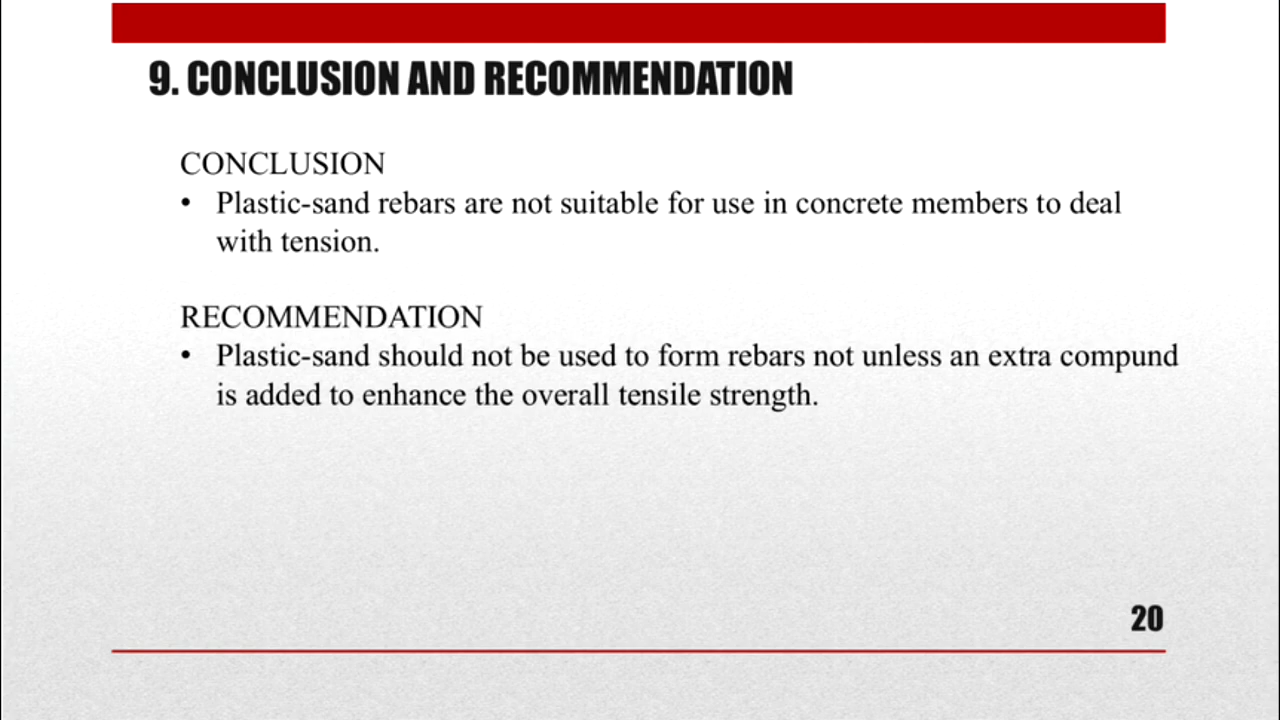 9. CONCLUSION AND RECOMMENDATION
CONCLUSION
• Plastic-sand rebars are not suitable for use in concrete members to deal
with tension.
RECOMMENDATION
• Plastic-sand should not be used to form rebars not unless an extra compund
is added to enhance the overall tensile strength.
20